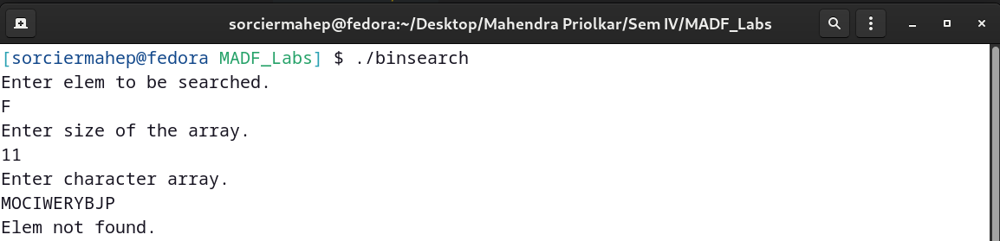 sorciermahep@fedora:~/Desktop/Mahendra Priolkar/Sem IV/MADF_Labs
[sorciermahep@fedora MADF_Labs] $ ./binsearch
Enter elem to be searched.
F
Enter size of the array.
11
Enter character array.
MOCIWERYBJP
Elem not found.